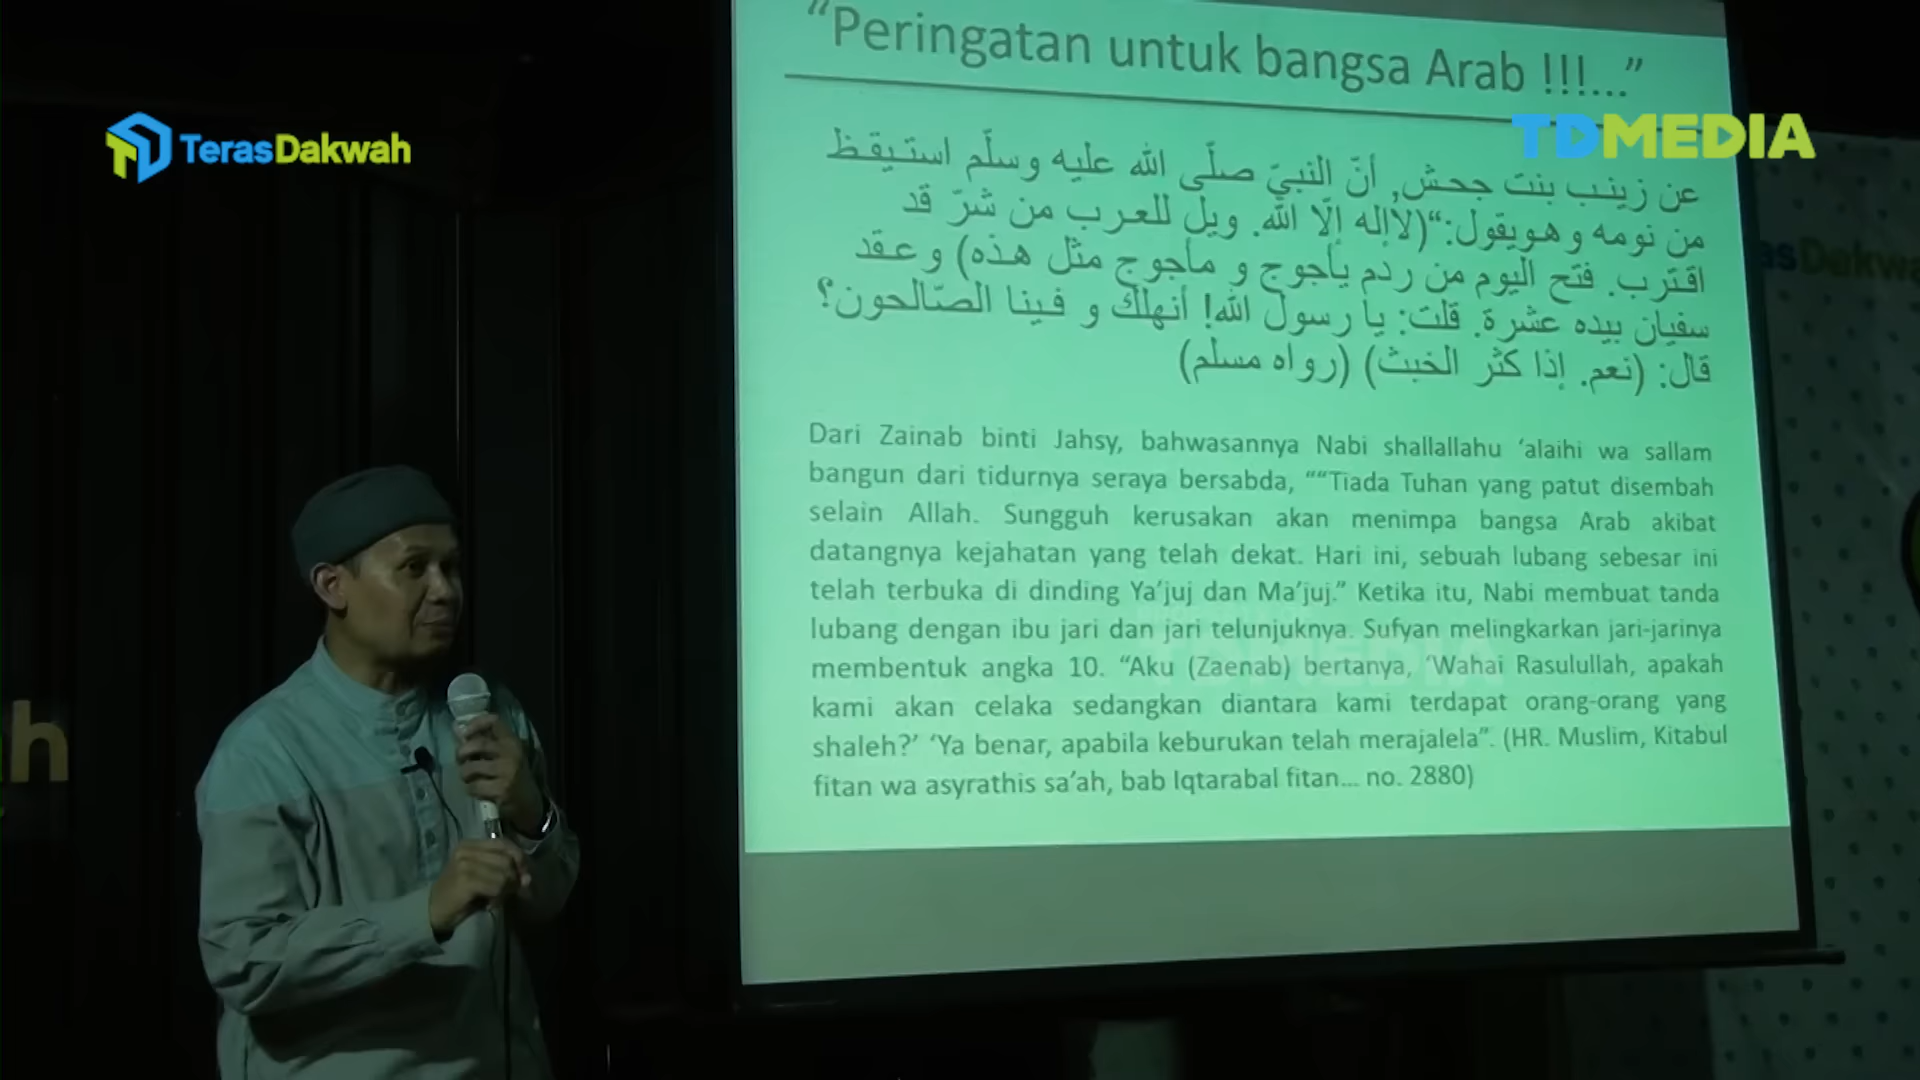 “Peringatan untuk bangsa Arab !!!...”
TerasDakwah
TDMEDIA
عن زينب بنت جحش, أنّ النبيّ صلّى الله عليه وسلّم استيقظ
من نومه وهويقول:“(لاإله إلّا الله. ويل للعرب من شرّ قد
اقترب. فتح اليوم من ردم يأجوج و مأجوج مثل هذه) وعقد
سفيان بيده عشرة. قلت: يا رسول الله! أنهلك و فينا الصّالحون؟
قال: (نعم. إذا كثر الخبث) (رواه مسلم)
Dari Zainab binti Jahsy, bahwasannya Nabi shallallahu ‘alaihi wa sallam
bangun dari tidurnya seraya bersabda, ““Tiada Tuhan yang patut disembah
selain Allah. Sungguh kerusakan akan menimpa bangsa Arab akibat
datangnya kejahatan yang telah dekat. Hari ini, sebuah lubang sebesar ini
telah terbuka di dinding Ya’juj dan Ma’juj.” Ketika itu, Nabi membuat tanda
lubang dengan ibu jari dan jari telunjuknya. Sufyan melingkarkan jari-jarinya
membentuk angka 10. “Aku (Zaenab) bertanya, ‘Wahai Rasulullah, apakah
kami akan celaka sedangkan diantara kami terdapat orang-orang yang
shaleh?’ ‘Ya benar, apabila keburukan telah merajalela”. (HR. Muslim, Kitabul
fitan wa asyrathis sa’ah, bab Iqtarabal fitan... no. 2880)
asDakwa
h